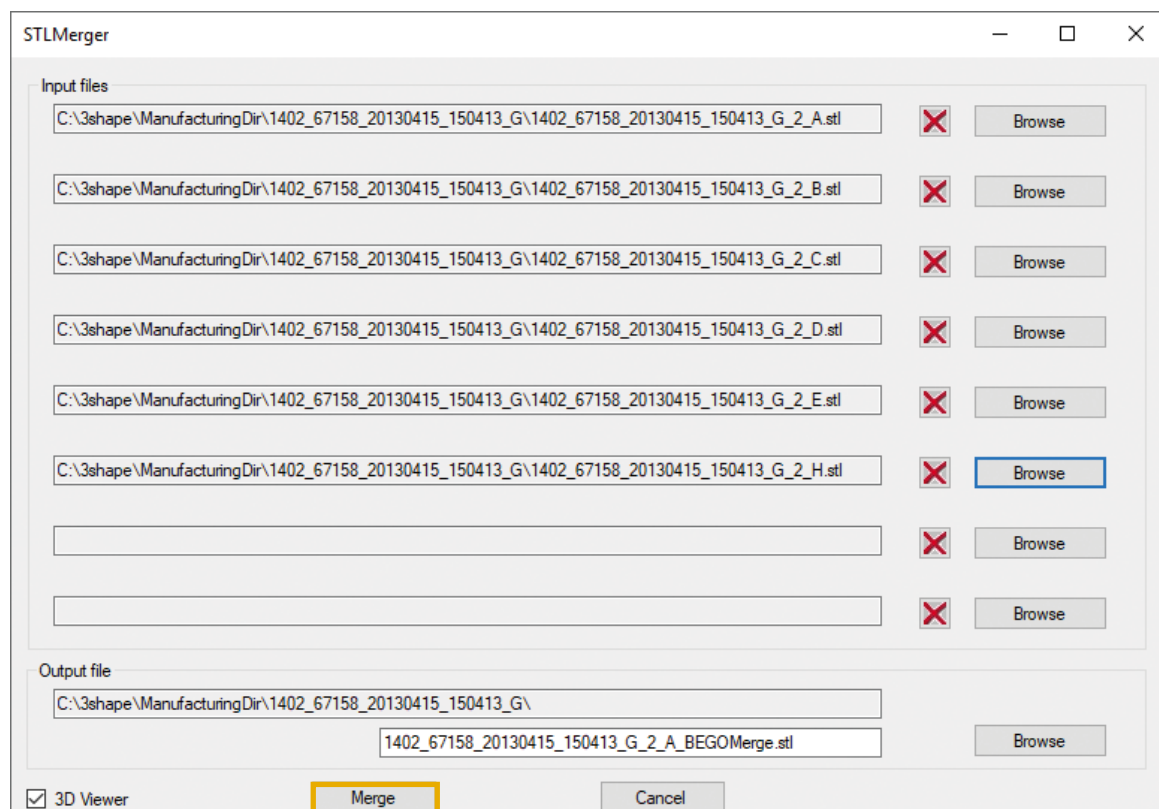 STLMerger
Input files
C:\3shape\ManufacturingDir\1402_67158_20130415_150413_G\1402_67158_20130415_150413_G_2_A.stl Browse
C:\3shape\ManufacturingDir\1402_67158_20130415_150413_G\1402_67158_20130415_150413_G_2_B.stl Browse
C:\3shape\ManufacturingDir\1402_67158_20130415_150413_G\1402_67158_20130415_150413_G_2_C.stl Browse
C:\3shape\ManufacturingDir\1402_67158_20130415_150413_G\1402_67158_20130415_150413_G_2_D.stl Browse
C:\3shape\ManufacturingDir\1402_67158_20130415_150413_G\1402_67158_20130415_150413_G_2_E.stl Browse
C:\3shape\ManufacturingDir\1402_67158_20130415_150413_G\1402_67158_20130415_150413_G_2_H.stl Browse
Browse
Browse
Output file
C:\3shape\ManufacturingDir\1402_67158_20130415_150413_G\
1402_67158_20130415_150413_G_2_A_BEGOMerge.stl Browse
3D Viewer Merge Cancel